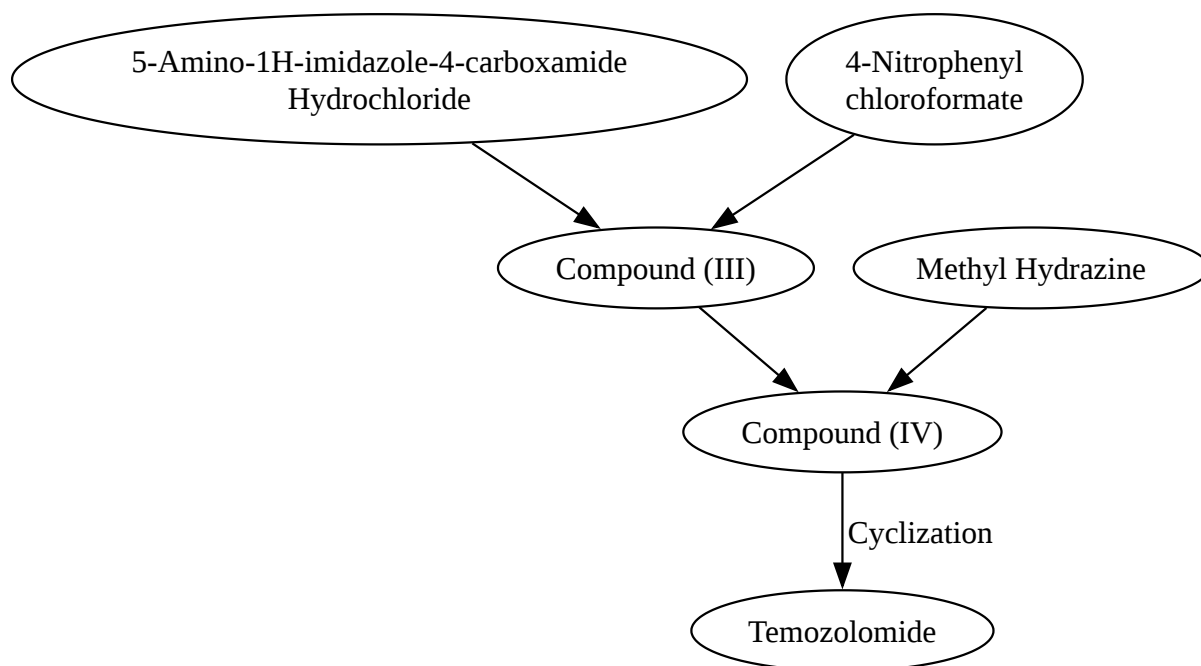 5-Amino-1H-imidazole-4-carboxamide
Hydrochloride
4-Nitrophenyl
chloroformate
Compound (III)
Methyl Hydrazine
Compound (IV)
Cyclization
Temozolomide